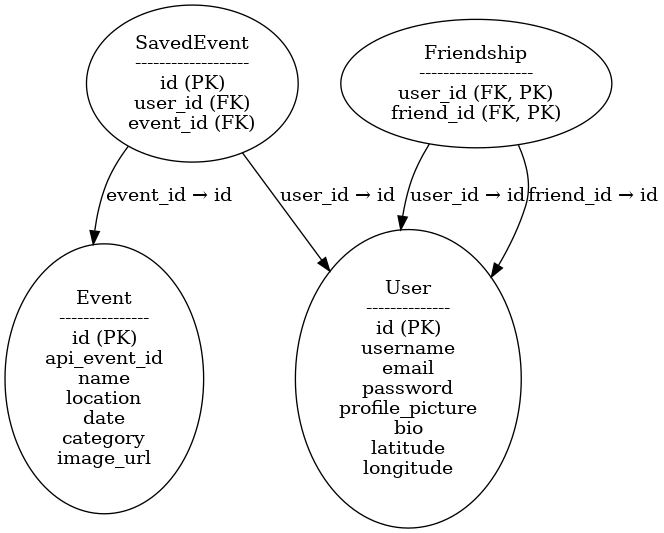 SavedEvent
-------------------
id (PK)
user_id (FK)
event_id (FK)
Friendship
-------------------
user_id (FK, PK)
friend_id (FK, PK)
event_id → id
user_id → id
user_id → id
friend_id → id
Event
---------------
id (PK)
api_event_id
name
location
date
category
image_url
User
--------------
id (PK)
username
email
password
profile_picture
bio
latitude
longitude